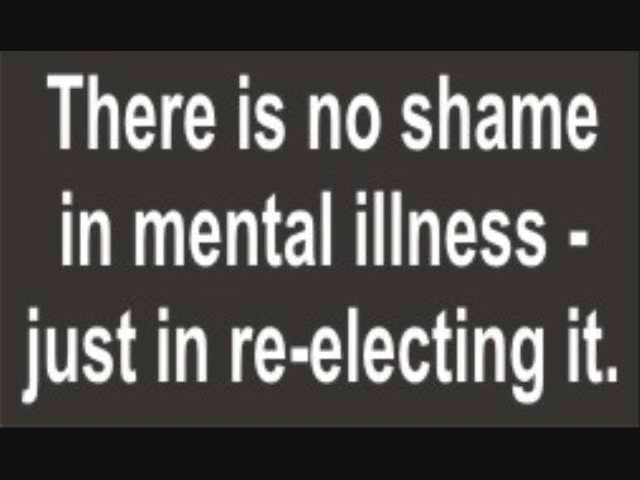 There is no shame
in mental illness -
just in re-electing it.